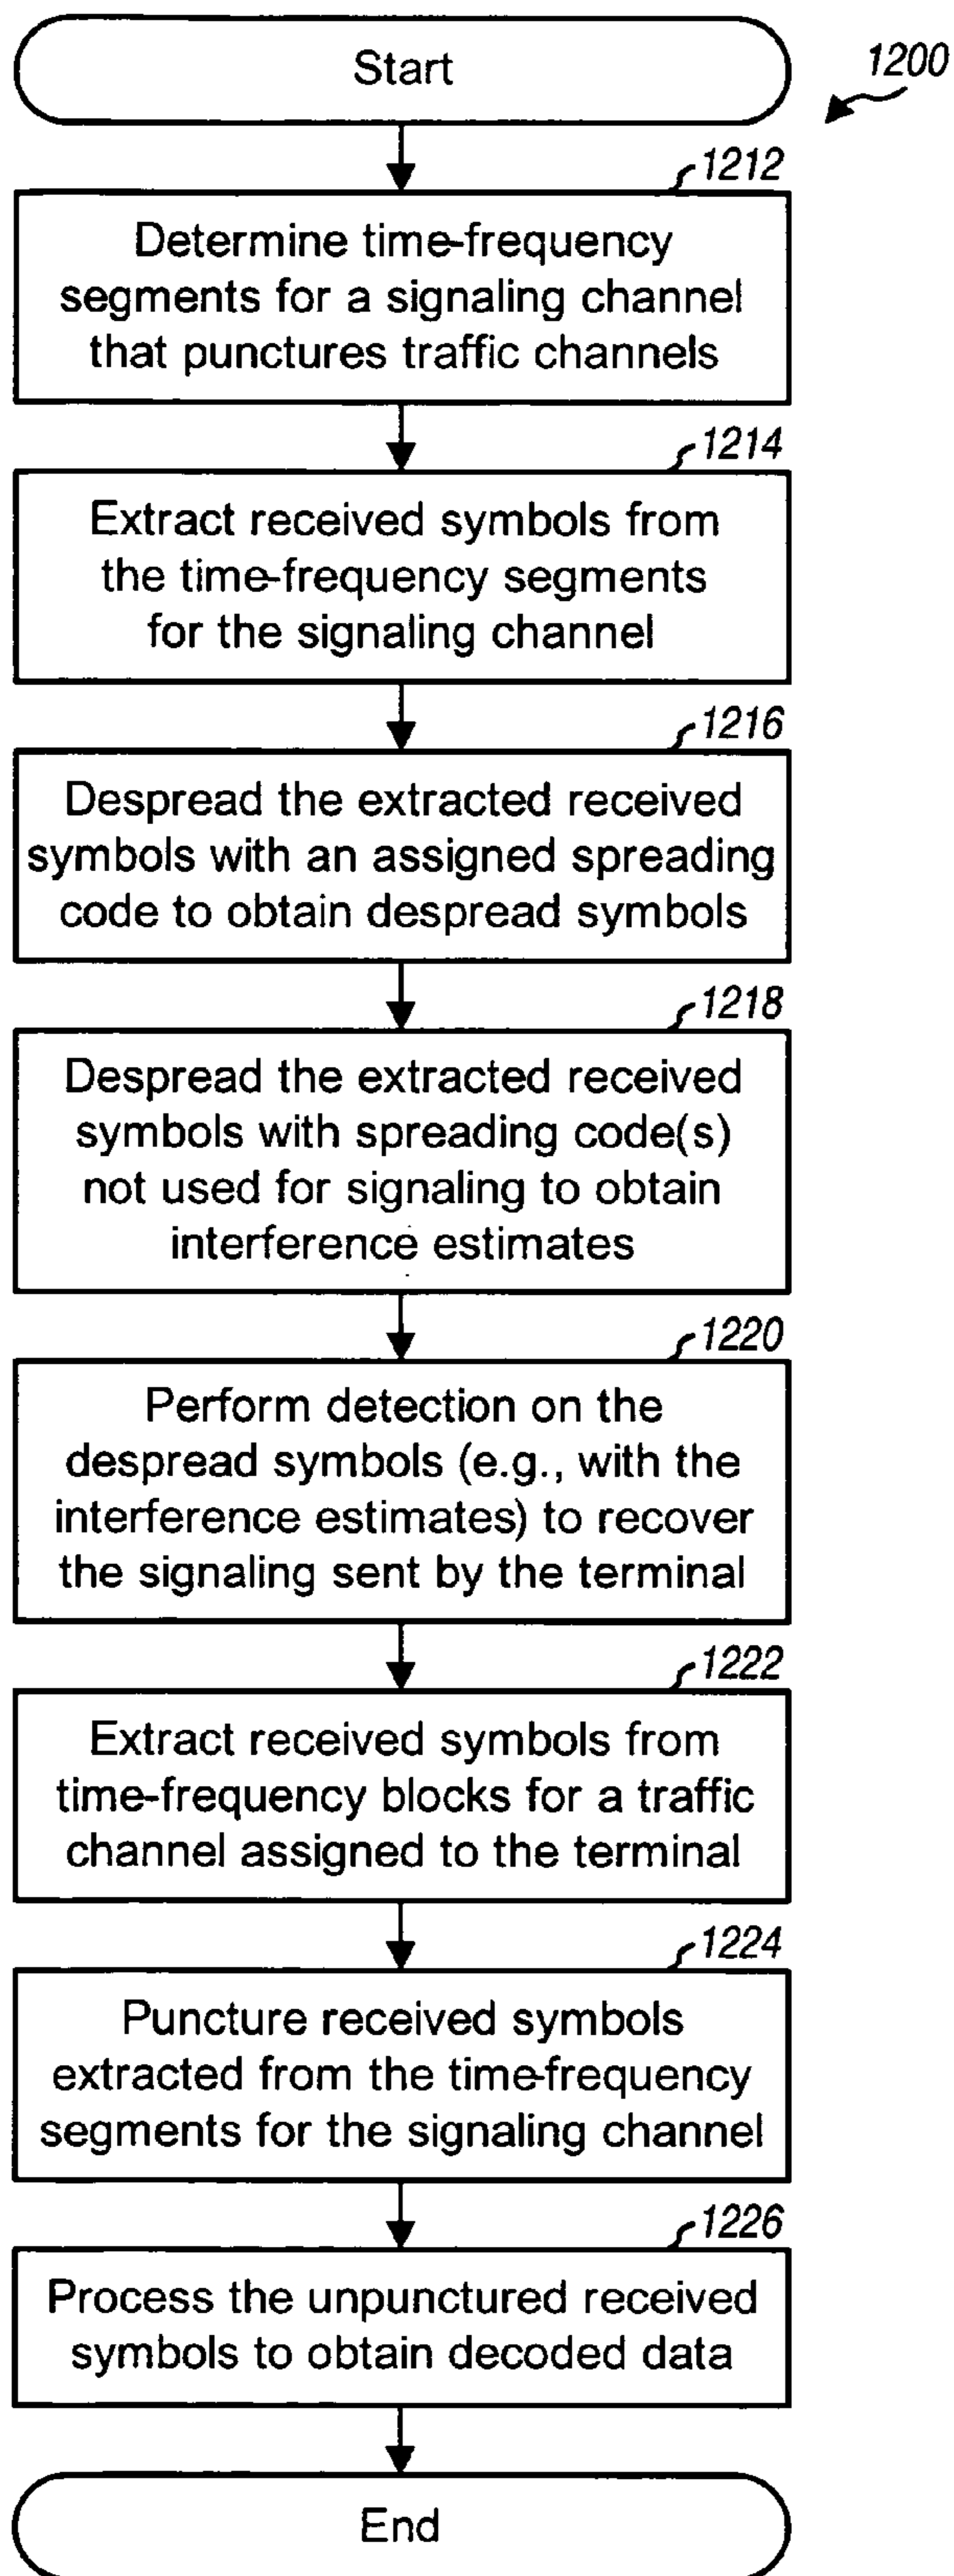 Start
1200
1212
Determine time-frequency
segments for a signaling channel
that punctures traffic channels
1214
Extract received symbols from
the time-frequency segments
for the signaling channel
1216
Despread the extracted received
symbols with an assigned spreading
code to obtain despread symbols
1218
Despread the extracted received
symbols with spreading code(s)
not used for signaling to obtain
interference estimates
1220
Perform detection on the
despread symbols (e.g., with the
interference estimates) to recover
the signaling sent by the terminal
1222
Extract received symbols from
time-frequency blocks for a traffic
channel assigned to the terminal
1224
Puncture received symbols
extracted from the time-frequency
segments for the signaling channel
1226
Process the unpunctured received
symbols to obtain decoded data
End